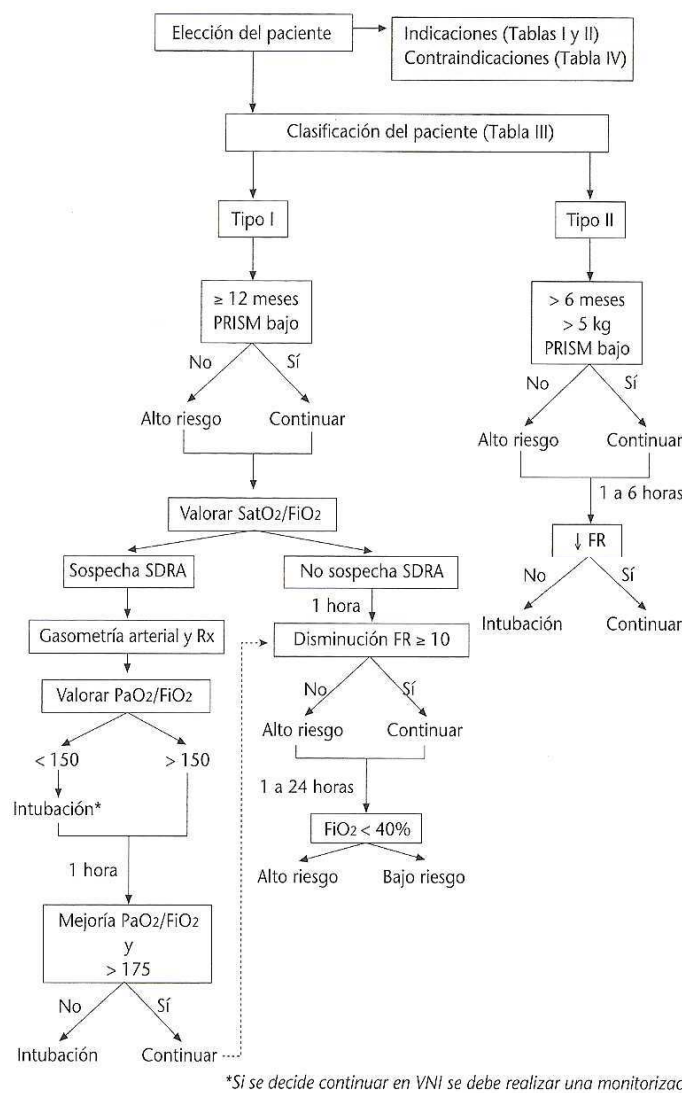 Elección del paciente
Indicaciones (Tablas I y II)
Contraindicaciones (Tabla IV)
Clasificación del paciente (Tabla III)
Tipo I
Tipo II
≥ 12 meses
PRISM bajo
> 6 meses
> 5 kg
PRISM bajo
No
Sí
No
Sí
Alto riesgo
Continuar
Alto riesgo
Continuar
1 a 6 horas
Valorar SatO2/FiO2
↓ FR
Sospecha SDRA
No sospecha SDRA
No
Sí
1 hora
Intubación
Continuar
Gasometría arterial y Rx
Disminución FR ≥ 10
Valorar PaO2/FiO2
No
Sí
Alto riesgo
Continuar
< 150
> 150
1 a 24 horas
Intubación*
FiO2 < 40%
1 hora
Alto riesgo
Bajo riesgo
Mejoría PaO2/FiO2
y
> 175
No
Sí
Intubación
Continuar
*Si se decide continuar en VNI se debe realizar una monitorizac